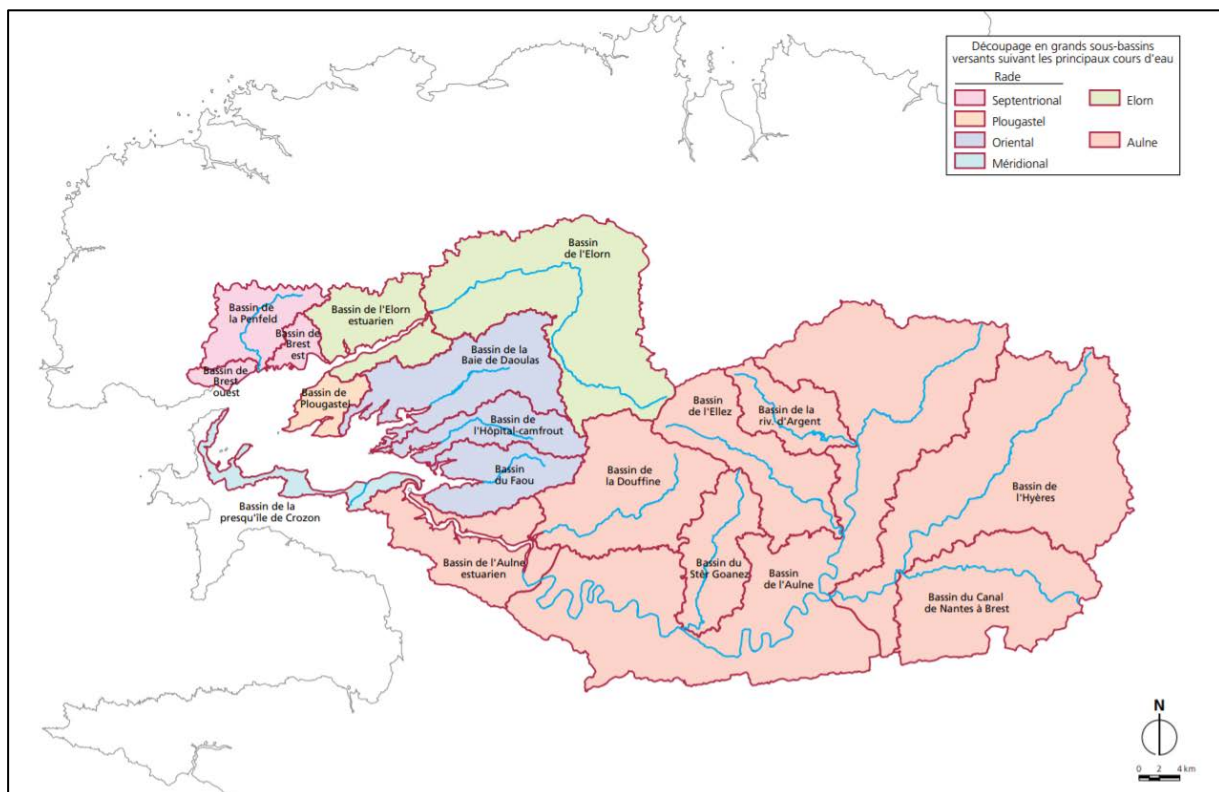 Découpage en grands sous-bassins
versants suivant les principaux cours d'eau
Rade
Septentrional
Elorn
Plougastel
Oriental
Aulne
Méridional
Bassin
de l'Elorn
Bassin de
la Penfeld
Bassin de l'Elorn
estuarien
Bassin de
Brest
est
Bassin de
Brest
ouest
Bassin de la
Baie de Daoulas
Bassin de
Plougastel
Bassin de
l'Hôpital-camfrout
Bassin
du Faou
Bassin
de l'Ellez
Bassin de la
riv. d'Argent
Bassin de
la Douffine
Bassin de
l'Hyères
Bassin de la
presqu'île de Crozon
Bassin de l'Aulne
estuarien
Bassin du
Stêr Goanez
Bassin
de l'Aulne
Bassin du Canal
de Nantes à Brest
N
0 2 4 km